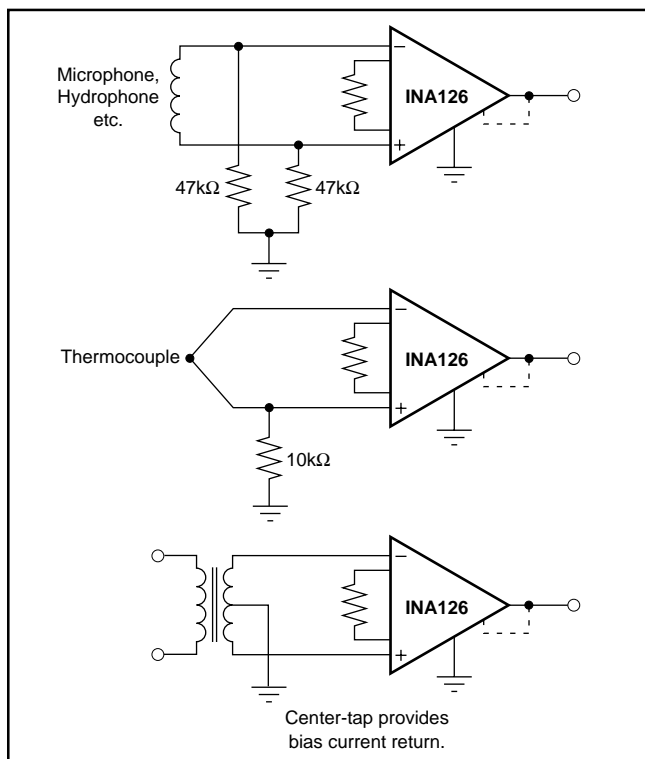 Microphone,
Hydrophone
etc.
−
INA126
+
47kΩ
47kΩ
Thermocouple
−
INA126
+
10kΩ
−
INA126
+
Center-tap provides
bias current return.